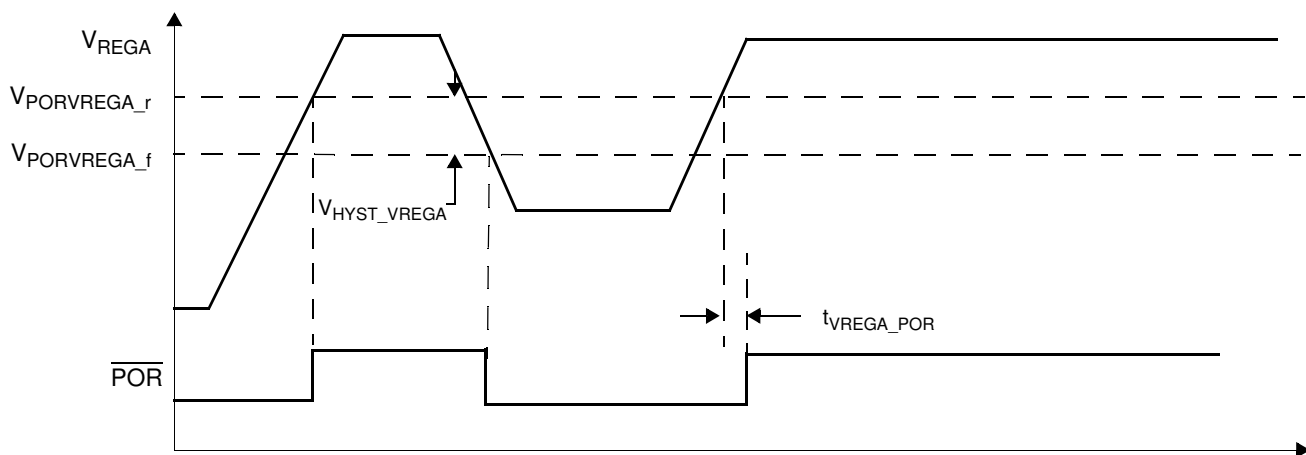 VREGA
VPORVREGA_r
VPORVREGA_f
VHYST_VREGA
tVREGA_POR
POR